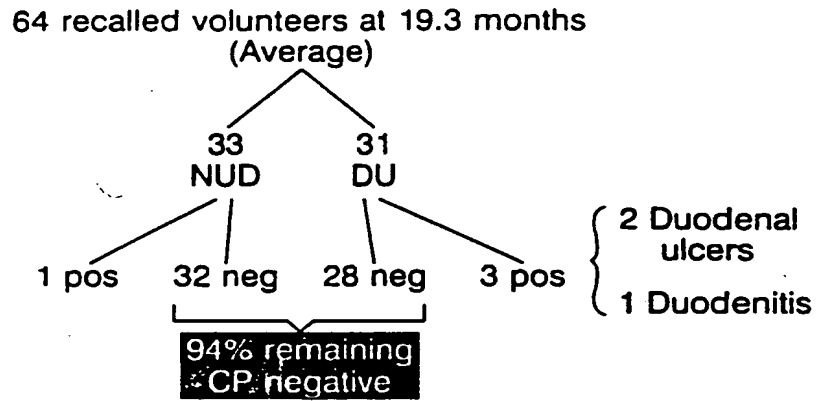 64 recalled volunteers at 19.3 months
(Average)
33
NUD
31
DU
1 pos
32 neg
28 neg
3 pos
2 Duodenal
ulcers
1 Duodenitis
94% remaining
CP negative